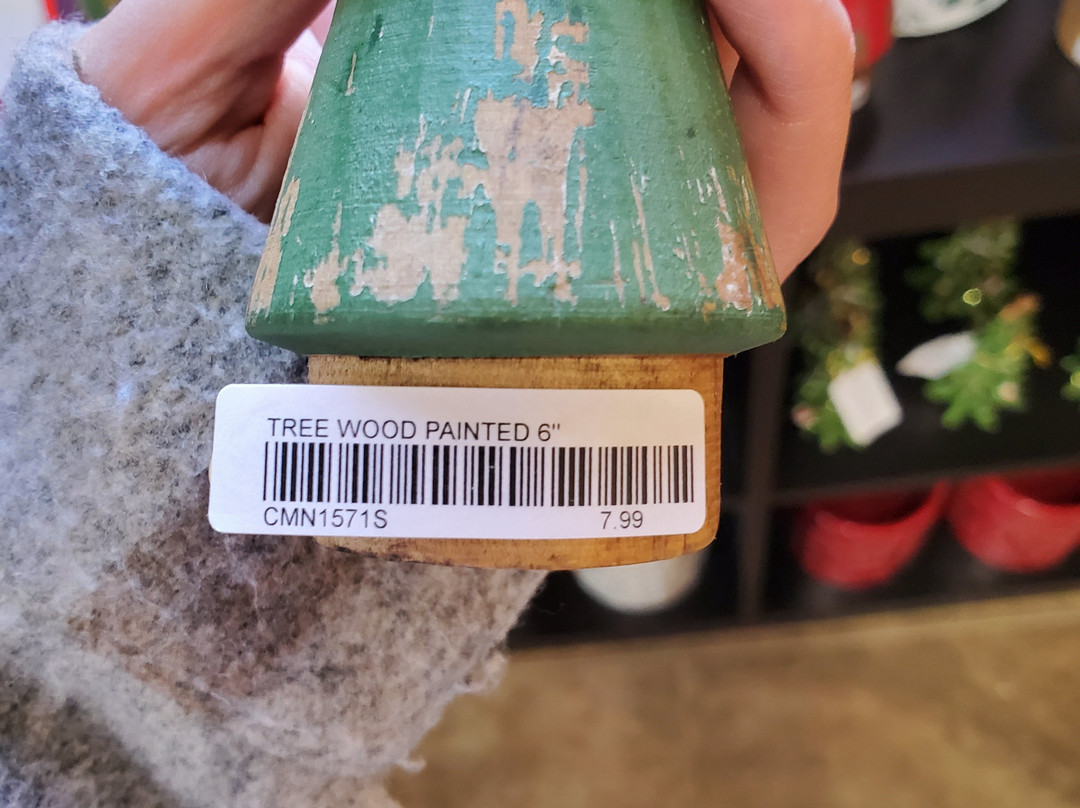 TREE WOOD PAINTED 6"
CMN1571S 7.99